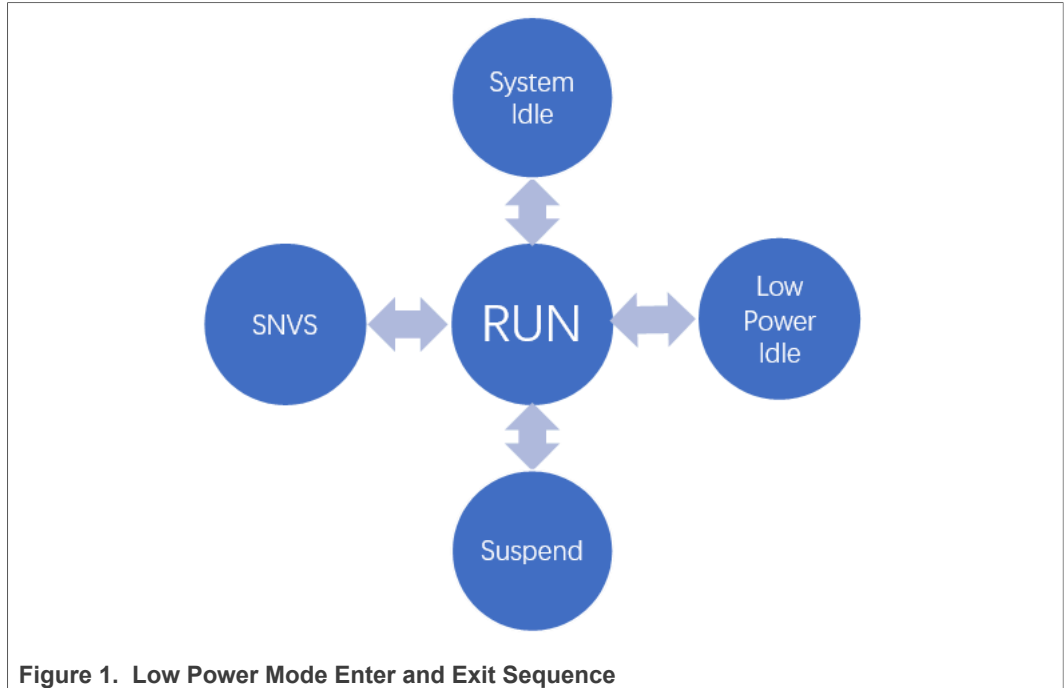 System
Idle
SNVS
RUN
Low
Power
Idle
Suspend
Figure 1. Low Power Mode Enter and Exit Sequence